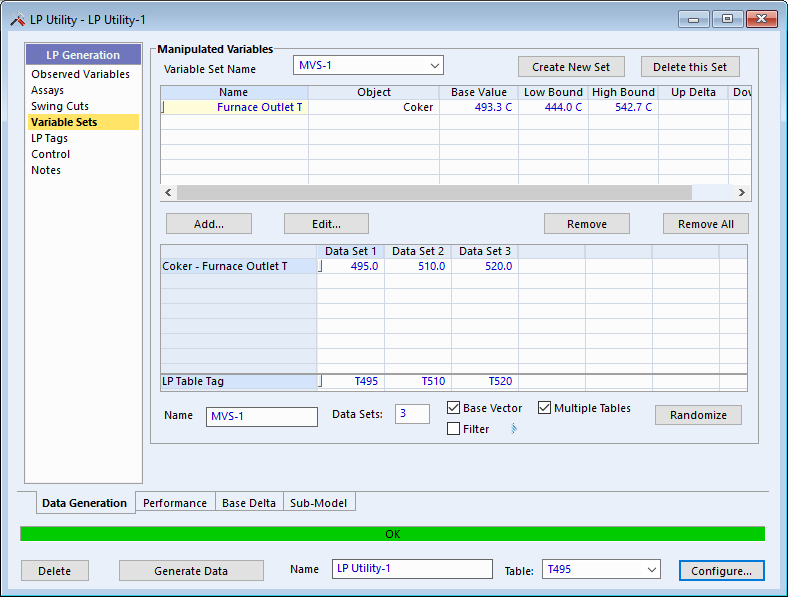 LP Utility - LP Utility-1
LP Generation
Observed Variables
Assays
Swing Cuts
Variable Sets
LP Tags
Control
Notes
Manipulated Variables
Variable Set Name MVS-1 Create New Set Delete this Set
Name Object Base Value Low Bound High Bound Up Delta Dov
Furnace Outlet T Coker 493.3 C 444.0 C 542.7 C
Add... Edit... Remove Remove All
Data Set 1 Data Set 2 Data Set 3
Coker - Furnace Outlet T 495.0 510.0 520.0
LP Table Tag T495 T510 T520
Name MVS-1 Data Sets: 3 Base Vector Multiple Tables Randomize
Filter
Data Generation Performance Base Delta Sub-Model
OK
Delete Generate Data Name LP Utility-1 Table: T495 Configure...